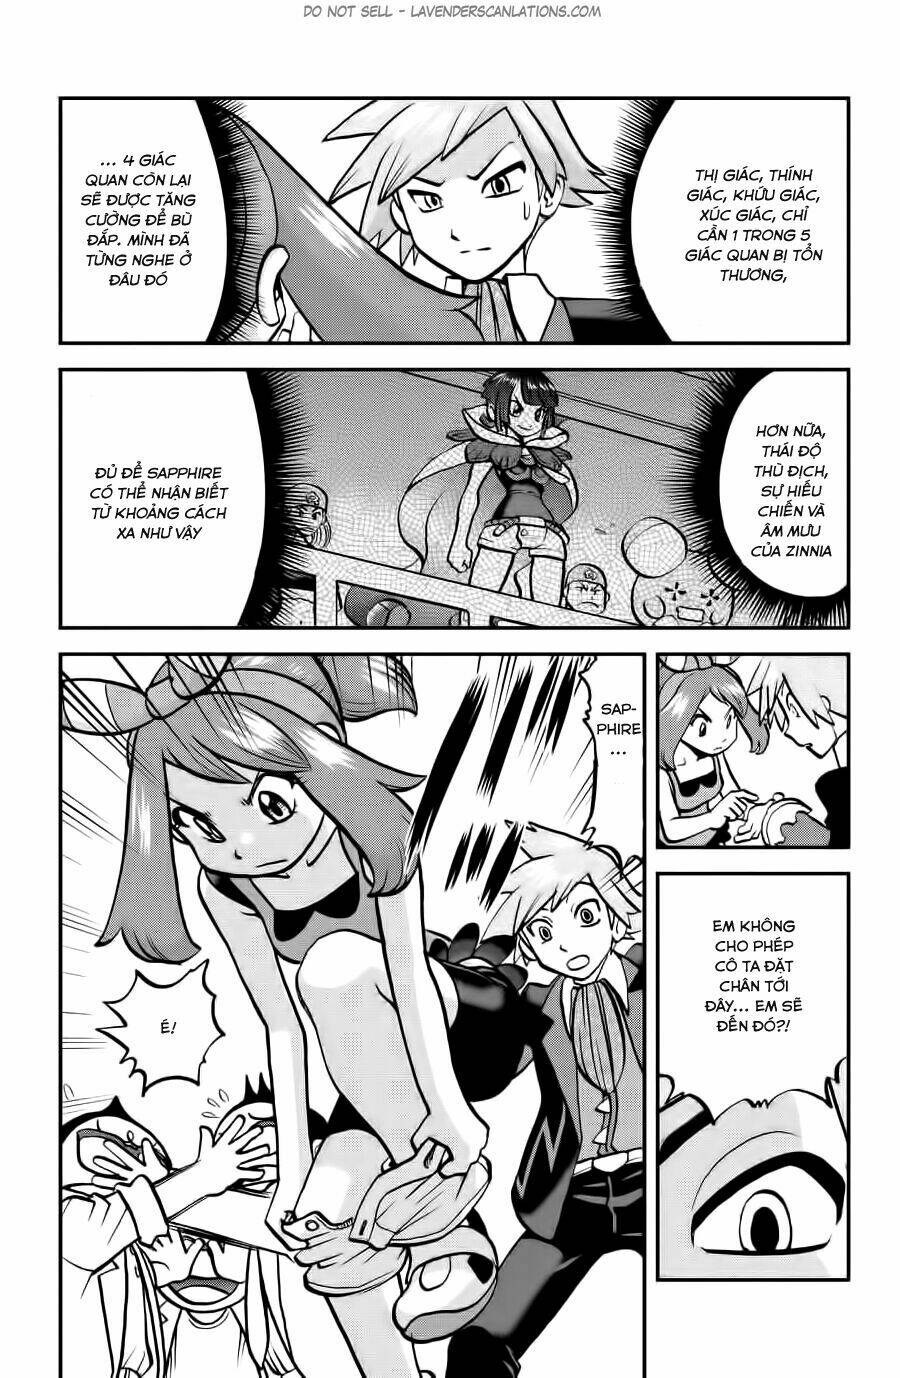 DO NOT SELL - LAVENDERSCANLATIONS.COM
THỊ GIÁC, THÍNH
GIÁC, KHỨU GIÁC,
XÚC GIÁC, CHỈ
CẦN 1 TRONG 5
GIÁC QUAN BỊ TỔN
THƯƠNG,
... 4 GIÁC
QUAN CÒN LẠI
SẼ ĐƯỢC TĂNG
CƯỜNG ĐỂ BÙ
ĐẮP. MÌNH ĐÃ
TỪNG NGHE Ở
ĐÂU ĐÓ
HƠN NỮA,
THÁI ĐỘ
THÙ ĐỊCH,
SỰ HIẾU
CHIẾN VÀ
ÂM MƯU
CỦA ZINNIA
ĐỦ ĐỂ SAPPHIRE
CÓ THỂ NHẬN BIẾT
TỪ KHOẢNG CÁCH
XA NHƯ VẬY
EM KHÔNG
CHO PHÉP
CÔ TA ĐẶT
CHÂN TỚI
ĐÂY... EM SẼ
ĐẾN ĐÓ?!
SAP-
PHIRE
...
É!